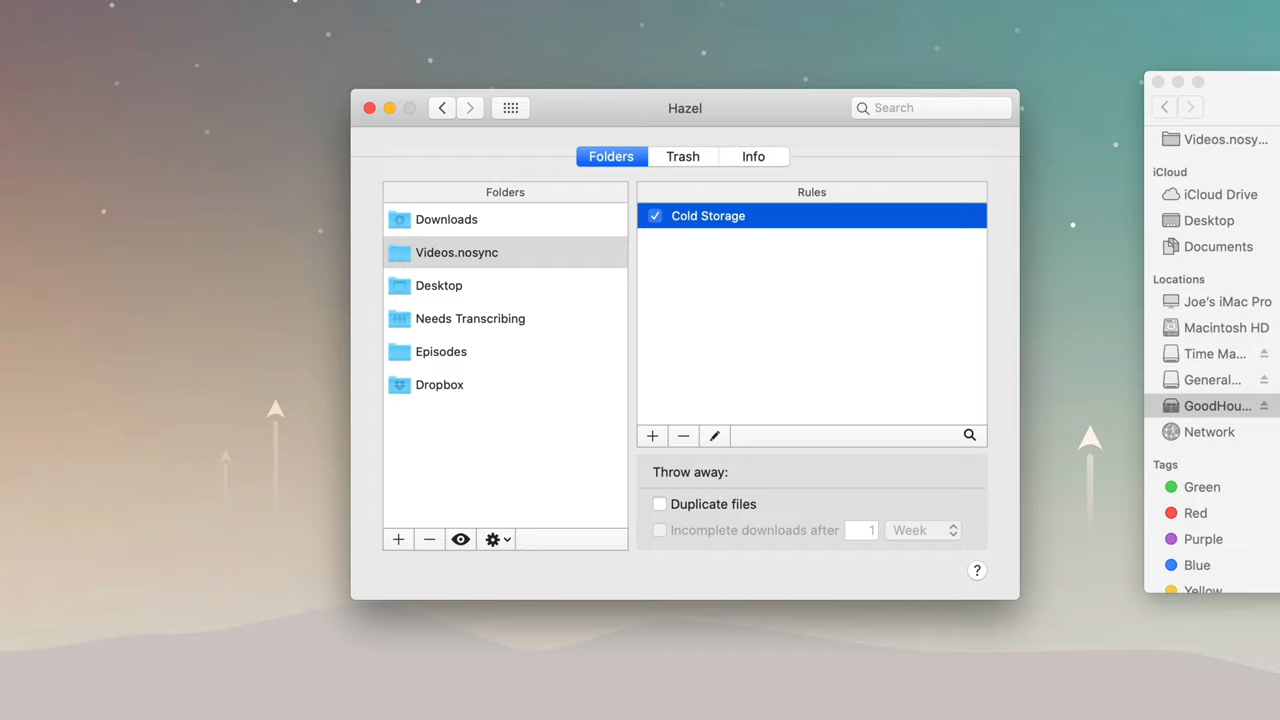 Hazel
Search
Folders
Trash
Info
Folders
Downloads
Videos.nosync
Desktop
Needs Transcribing
Episodes
Dropbox
Rules
Cold Storage
Throw away:
Duplicate files
Incomplete downloads after 1 Week
?
Videos.nosy...
iCloud
iCloud Drive
Desktop
Documents
Locations
Joe's iMac Pro
Macintosh HD
Time Ma...
General...
GoodHou...
Network
Tags
Green
Red
Purple
Blue
Yellow